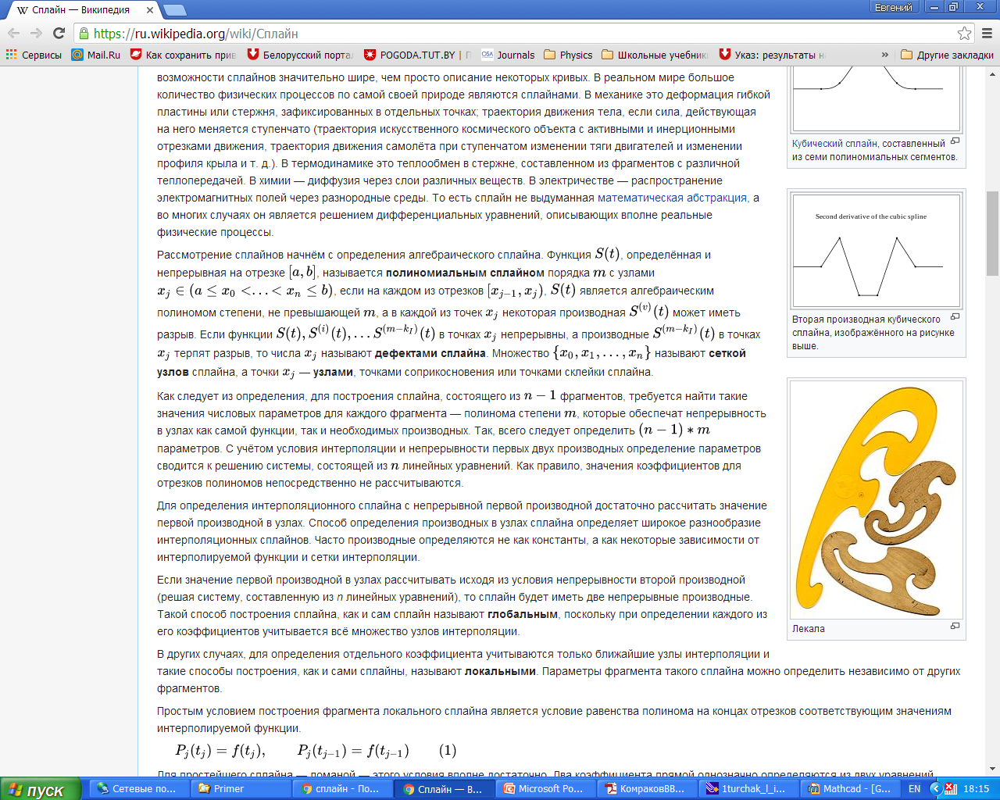 Сплайн — Википедия
Евгений
https://ru.wikipedia.org/wiki/Сплайн
Сервисы Mail.Ru Как сохранить прив Белорусский порта POGODA.TUT.BY | Journals Physics Школьные учебник Указ: результаты » Другие закладки
возможности сплайнов значительно шире, чем просто описание некоторых кривых. В реальном мире большое
количество физических процессов по самой своей природе являются сплайнами. В механике это деформация гибкой
пластины или стержня, зафиксированных в отдельных точках; траектория движения тела, если сила, действующая
на него меняется ступенчато (траектория искусственного космического объекта с активными и инерционными
отрезками движения, траектория движения самолёта при ступенчатом изменении тяги двигателей и изменении
профиля крыла и т. д.). В термодинамике это теплообмен в стержне, составленном из фрагментов с различной
теплопередачей. В химии — диффузия через слои различных веществ. В электричестве — распространение
электромагнитных полей через разнородные среды. То есть сплайн не выдуманная математическая абстракция, а
во многих случаях он является решением дифференциальных уравнений, описывающих вполне реальные
физические процессы.
Рассмотрение сплайнов начнём с определения алгебраического сплайна. Функция S(t), определённая и
непрерывная на отрезке [a, b], называется полиномиальным сплайном порядка m с узлами
x_j ∈ (a ≤ x_0 <...< x_n ≤ b), если на каждом из отрезков [x_{j−1}, x_j), S(t) является алгебраическим
полиномом степени, не превышающей m, а в каждой из точек x_j некоторая производная S^{(v)}(t) может иметь
разрыв. Если функции S(t), S^{(i)}(t), ... S^{(m−k_I)}(t) в точках x_j непрерывны, а производные S^{(m−k_I)}(t) в точках
x_j терпят разрыв, то числа x_j называют дефектами сплайна. Множество {x_0, x_1, ..., x_n} называют сеткой
узлов сплайна, а точки x_j — узлами, точками соприкосновения или точками склейки сплайна.
Как следует из определения, для построения сплайна, состоящего из n − 1 фрагментов, требуется найти такие
значения числовых параметров для каждого фрагмента — полинома степени m, которые обеспечат непрерывность
в узлах как самой функции, так и необходимых производных. Так, всего следует определить (n − 1) ∗ m
параметров. С учётом условия интерполяции и непрерывности первых двух производных определение параметров
сводится к решению системы, состоящей из n линейных уравнений. Как правило, значения коэффициентов для
отрезков полиномов непосредственно не рассчитываются.
Для определения интерполяционного сплайна с непрерывной первой производной достаточно рассчитать значение
первой производной в узлах. Способ определения производных в узлах сплайна определяет широкое разнообразие
интерполяционных сплайнов. Часто производные определяются не как константы, а как некоторые зависимости от
интерполируемой функции и сетки интерполяции.
Если значение первой производной в узлах рассчитывать исходя из условия непрерывности второй производной
(решая систему, составленную из n линейных уравнений), то сплайн будет иметь две непрерывные производные.
Такой способ построения сплайна, как и сам сплайн называют глобальным, поскольку при определении каждого из
его коэффициентов учитывается всё множество узлов интерполяции.
В других случаях, для определения отдельного коэффициента учитываются только ближайшие узлы интерполяции и
такие способы построения, как и сами сплайны, называют локальными. Параметры фрагмента такого сплайна можно определить независимо от других
фрагментов.
Простым условием построения фрагмента локального сплайна является условие равенства полинома на концах отрезков соответствующим значениям
интерполируемой функции.
P_j(t_j) = f(t_j), P_j(t_{j−1}) = f(t_{j−1}) (1)
Для простейшего сплайна — ломаной — этого условия вполне достаточно. Два коэффициента прямой однозначно определяются из двух уравнений
Кубический сплайн, составленный
из семи полиномиальных сегментов.
Second derivative of the cubic spline
Вторая производная кубического
сплайна, изображённого на рисунке
выше.
Лекала
пуск Сетевые по... Primer сплайн - По... Сплайн — В... Microsoft Po... КомраковВВ... 1turchak_l_i... Mathcad - [G... EN 18:15